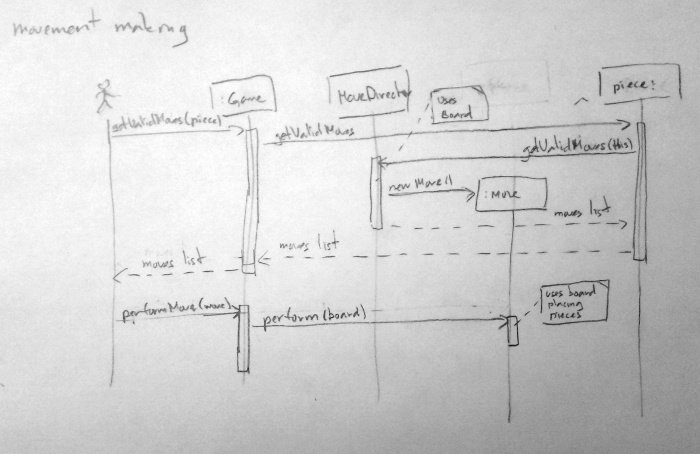 movement making
:Game
MoveDirector
uses
Board
piece:
getValidMoves(piece)
getValidMoves
getValidMoves(this)
new Move()
:Move
moves list
moves list
moves list
performMove(move)
perform(board)
uses board
placing
pieces